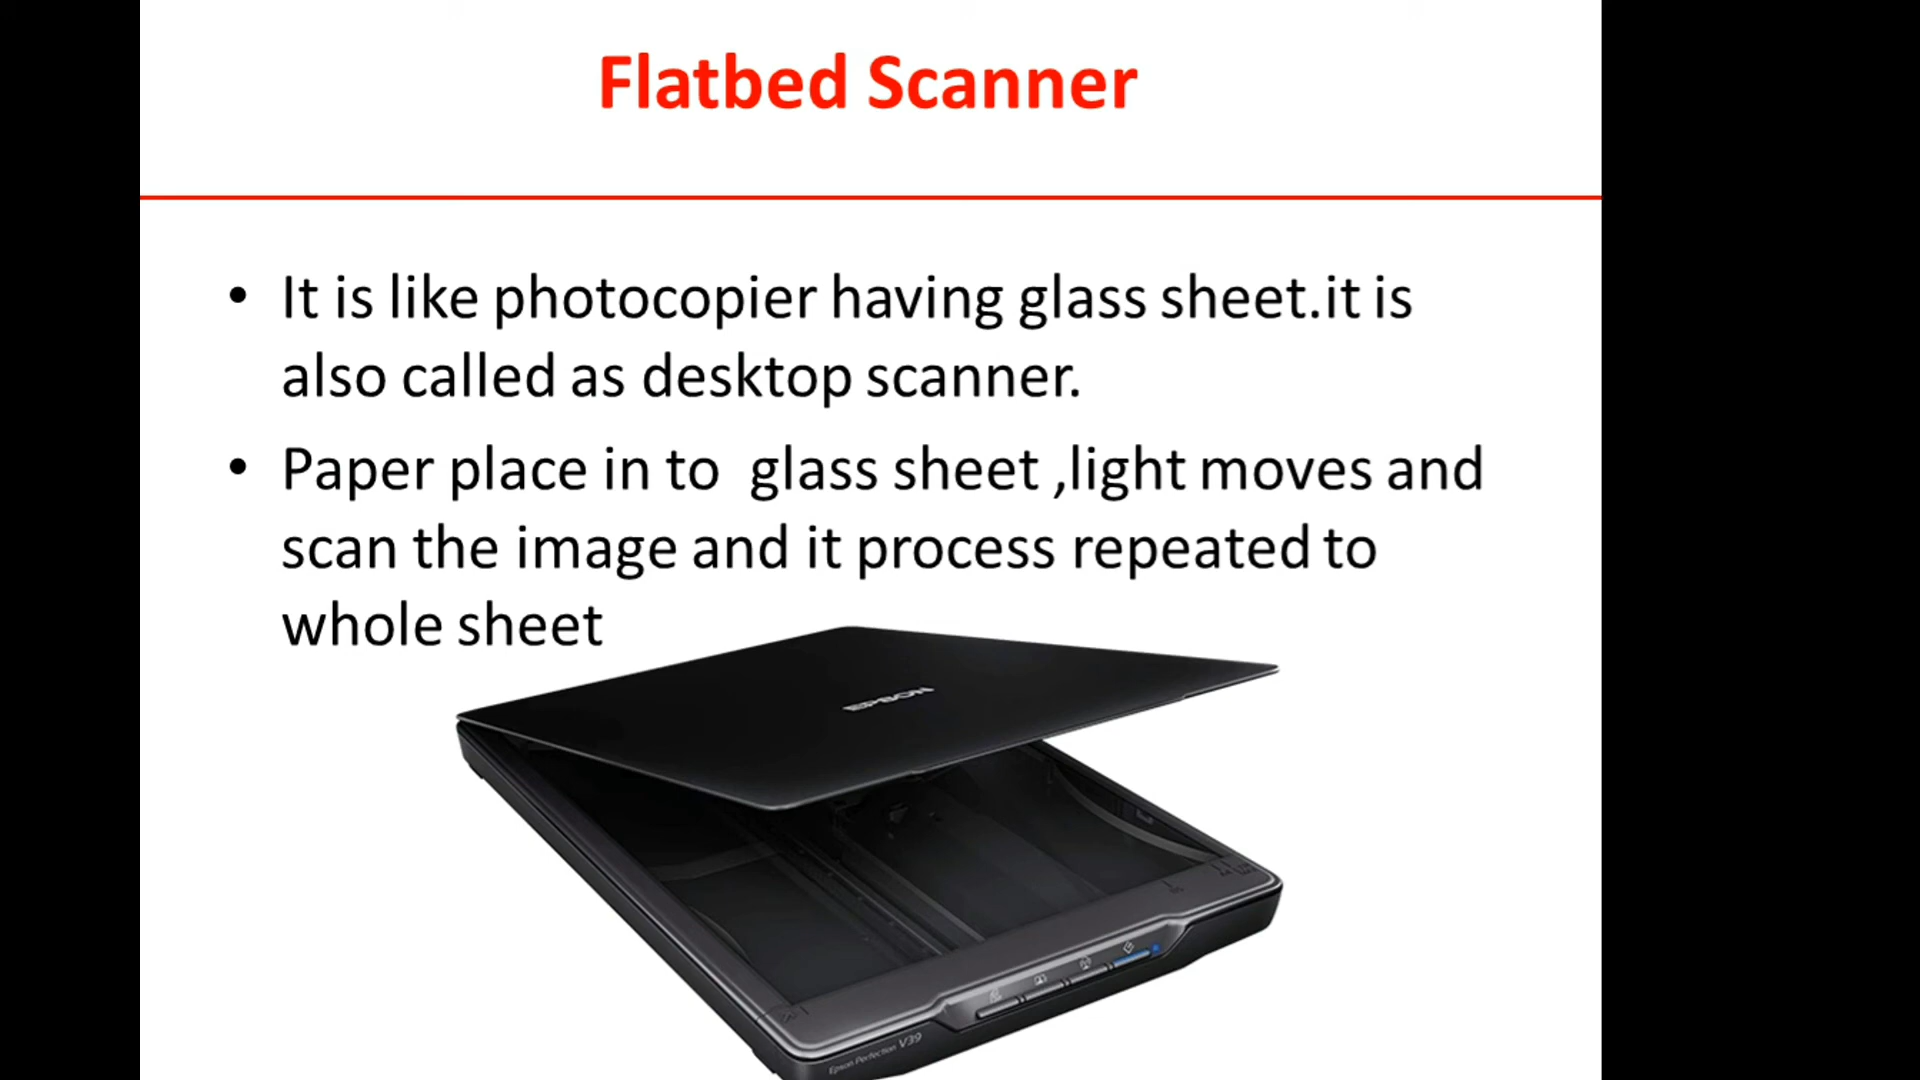 Flatbed Scanner
• It is like photocopier having glass sheet.it is
also called as desktop scanner.
• Paper place in to glass sheet ,light moves and
scan the image and it process repeated to
whole sheet
EPSON
Epson Perfection V39